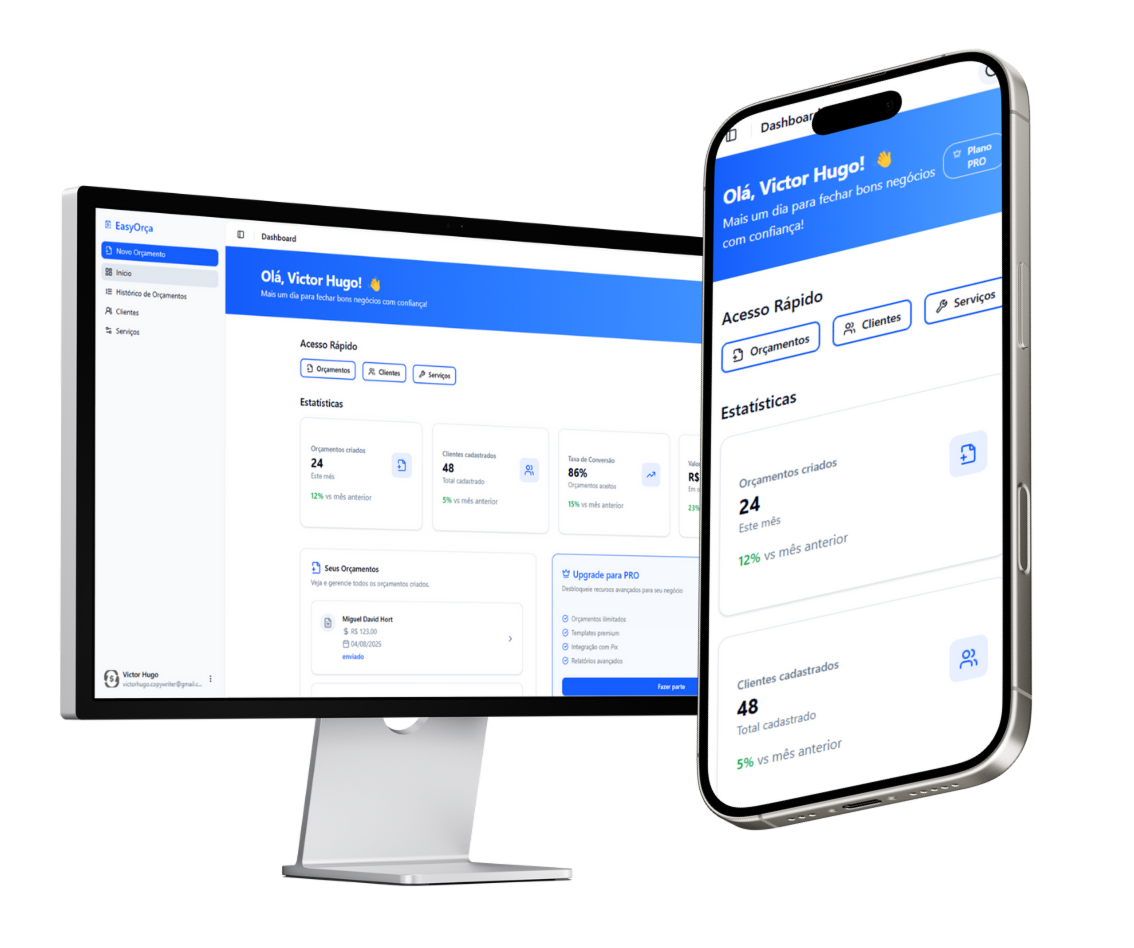 EasyOrça
Novo Orçamento
Início
Histórico de Orçamentos
Clientes
Serviços
Victor Hugo
victorhugo.copywriter@gmail.c...
Dashboard
Olá, Victor Hugo! 👋
Mais um dia para fechar bons negócios com confiança!
Acesso Rápido
Orçamentos
Clientes
Serviços
Estatísticas
Orçamentos criados
24
Este mês
12% vs mês anterior
Clientes cadastrados
48
Total cadastrado
5% vs mês anterior
Taxa de Conversão
86%
Orçamentos aceitos
15% vs mês anterior
R$
23%
Seus Orçamentos
Veja e gerencie todos os orçamentos criados.
Miguel David Hort
R$ 123,00
04/08/2025
enviado
Upgrade para PRO
Desbloqueie recursos avançados para seu negócio
Orçamentos ilimitados
Templates premium
Integração com Pix
Relatórios avançados
Fazer parte
Olá, Victor Hugo! 👋
Mais um dia para fechar bons negócios
com confiança!
Plano
PRO
Acesso Rápido
Orçamentos
Clientes
Serviços
Estatísticas
Orçamentos criados
24
Este mês
12% vs mês anterior
Clientes cadastrados
48
Total cadastrado
5% vs mês anterior